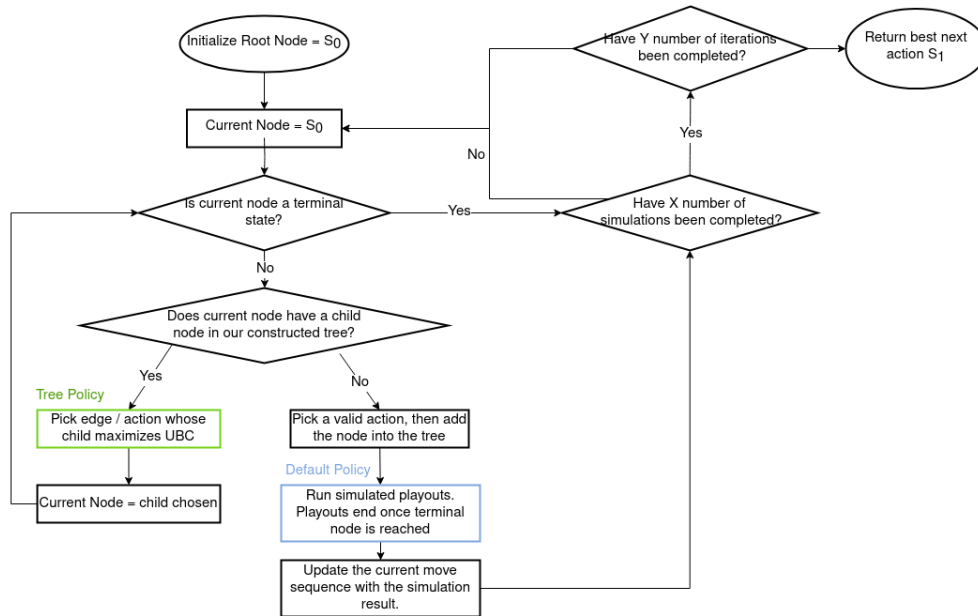 Initialize Root Node = S0
Current Node = S0
Is current node a terminal
state?
Yes
No
Does current node have a child
node in our constructed tree?
Yes
No
Tree Policy
Pick edge / action whose
child maximizes UBC
Current Node = child chosen
Pick a valid action, then add
the node into the tree
Default Policy
Run simulated playouts.
Playouts end once terminal
node is reached
Update the current move
sequence with the simulation
result.
Have X number of
simulations been completed?
No
Yes
Have Y number of iterations
been completed?
Return best next
action S1